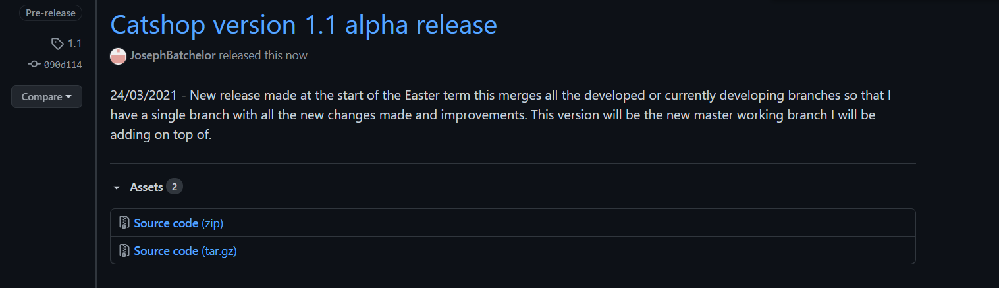 Pre-release
1.1
090d114
Compare
Catshop version 1.1 alpha release
JosephBatchelor released this now
24/03/2021 - New release made at the start of the Easter term this merges all the developed or currently developing branches so that I
have a single branch with all the new changes made and improvements. This version will be the new master working branch I will be
adding on top of.
Assets 2
Source code (zip)
Source code (tar.gz)